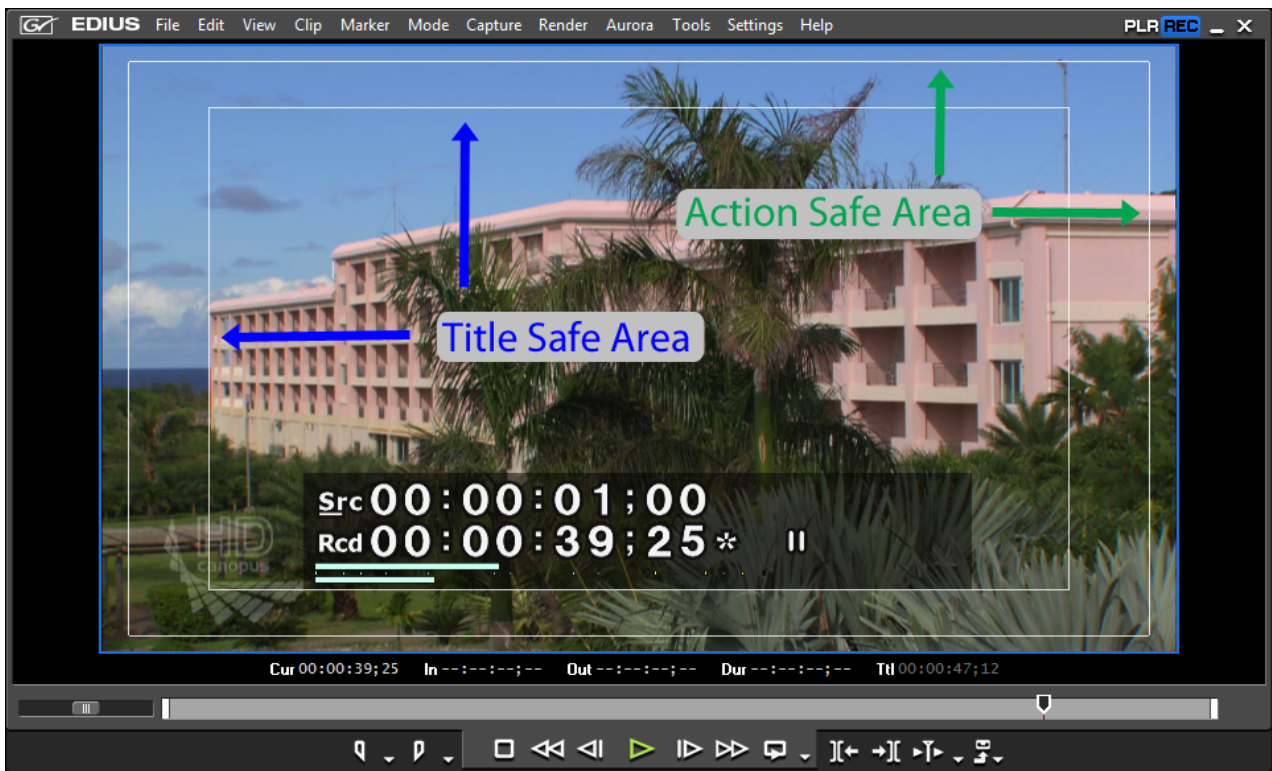 GV EDIUS File Edit View Clip Marker Mode Capture Render Aurora Tools Settings Help PLR REC
Action Safe Area
Title Safe Area
Src 00:00:01;00
Rcd 00:00:39;25 *
HD
canopus
Cur 00:00:39;25 In --:--:--;-- Out --:--:--;-- Dur --:--:--;-- Ttl 00:00:47;12